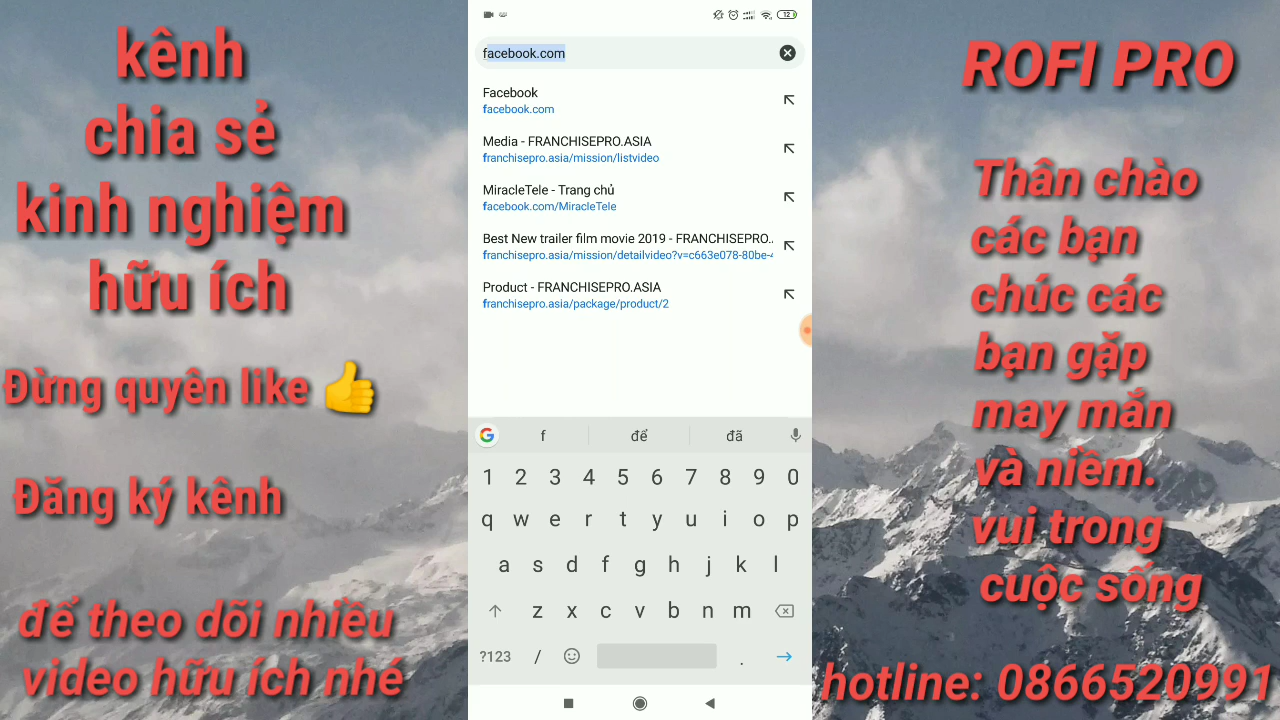 kênh
chia sẻ
kinh nghiệm
hữu ích
Đừng quyên like 👍
Đăng ký kênh
để theo dõi nhiều
video hữu ích nhé
12
facebook.com
Facebook
facebook.com
Media - FRANCHISEPRO.ASIA
franchisepro.asia/mission/listvideo
MiracleTele - Trang chủ
facebook.com/MiracleTele
Best New trailer film movie 2019 - FRANCHISEPRO..
franchisepro.asia/mission/detailvideo?v=c663e078-80be-4
Product - FRANCHISEPRO.ASIA
franchisepro.asia/package/product/2
f để đã
1 2 3 4 5 6 7 8 9 0
q w e r t y u i o p
a s d f g h j k l
z x c v b n m
?123 / .
ROFI PRO
Thân chào
các bạn
chúc các
bạn gặp
may mắn
và niềm.
vui trong
cuộc sống
hotline: 0866520991